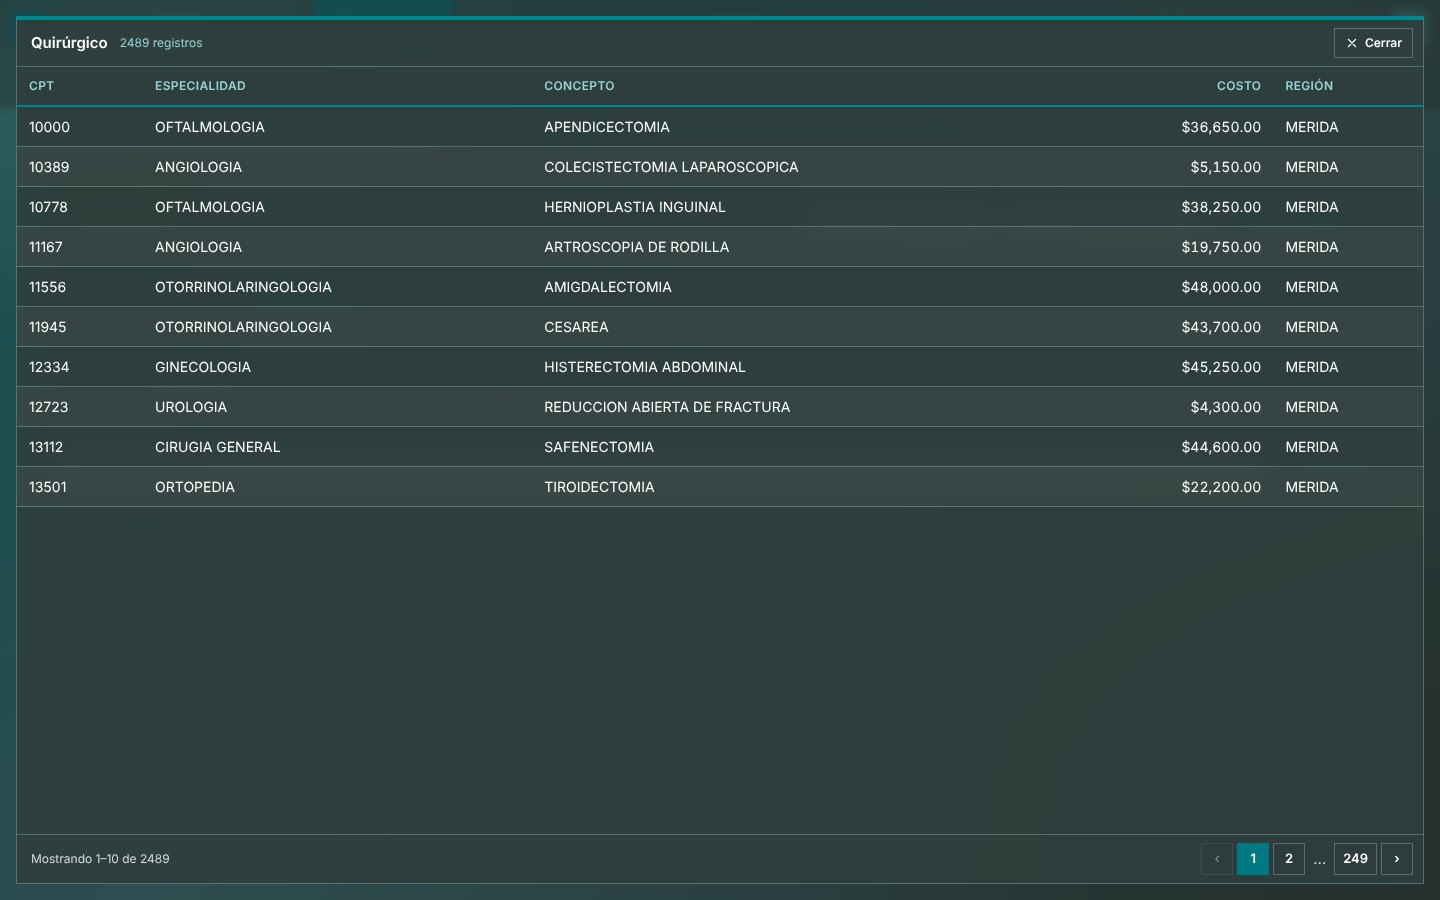 Quirúrgico 2489 registros × Cerrar
CPT ESPECIALIDAD CONCEPTO COSTO REGIÓN
10000 OFTALMOLOGIA APENDICECTOMIA $36,650.00 MERIDA
10389 ANGIOLOGIA COLECISTECTOMIA LAPAROSCOPICA $5,150.00 MERIDA
10778 OFTALMOLOGIA HERNIOPLASTIA INGUINAL $38,250.00 MERIDA
11167 ANGIOLOGIA ARTROSCOPIA DE RODILLA $19,750.00 MERIDA
11556 OTORRINOLARINGOLOGIA AMIGDALECTOMIA $48,000.00 MERIDA
11945 OTORRINOLARINGOLOGIA CESAREA $43,700.00 MERIDA
12334 GINECOLOGIA HISTERECTOMIA ABDOMINAL $45,250.00 MERIDA
12723 UROLOGIA REDUCCION ABIERTA DE FRACTURA $4,300.00 MERIDA
13112 CIRUGIA GENERAL SAFENECTOMIA $44,600.00 MERIDA
13501 ORTOPEDIA TIROIDECTOMIA $22,200.00 MERIDA
Mostrando 1–10 de 2489 ‹ 1 2 … 249 ›